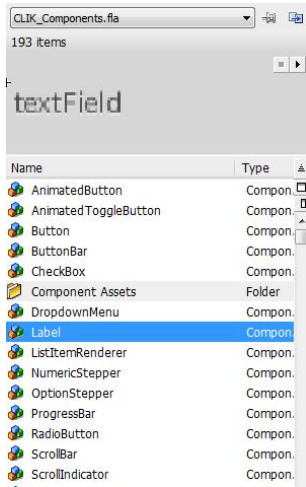 CLIK_Components.fla
193 items
textField
Name Type
AnimatedButton Compon.
AnimatedToggleButton Compon.
Button Compon.
ButtonBar Compon.
CheckBox Compon.
Component Assets Folder
DropdownMenu Compon.
Label Compon.
ListItemRenderer Compon.
NumericStepper Compon.
OptionStepper Compon.
ProgressBar Compon.
RadioButton Compon.
ScrollBar Compon.
ScrollIndicator Compon.